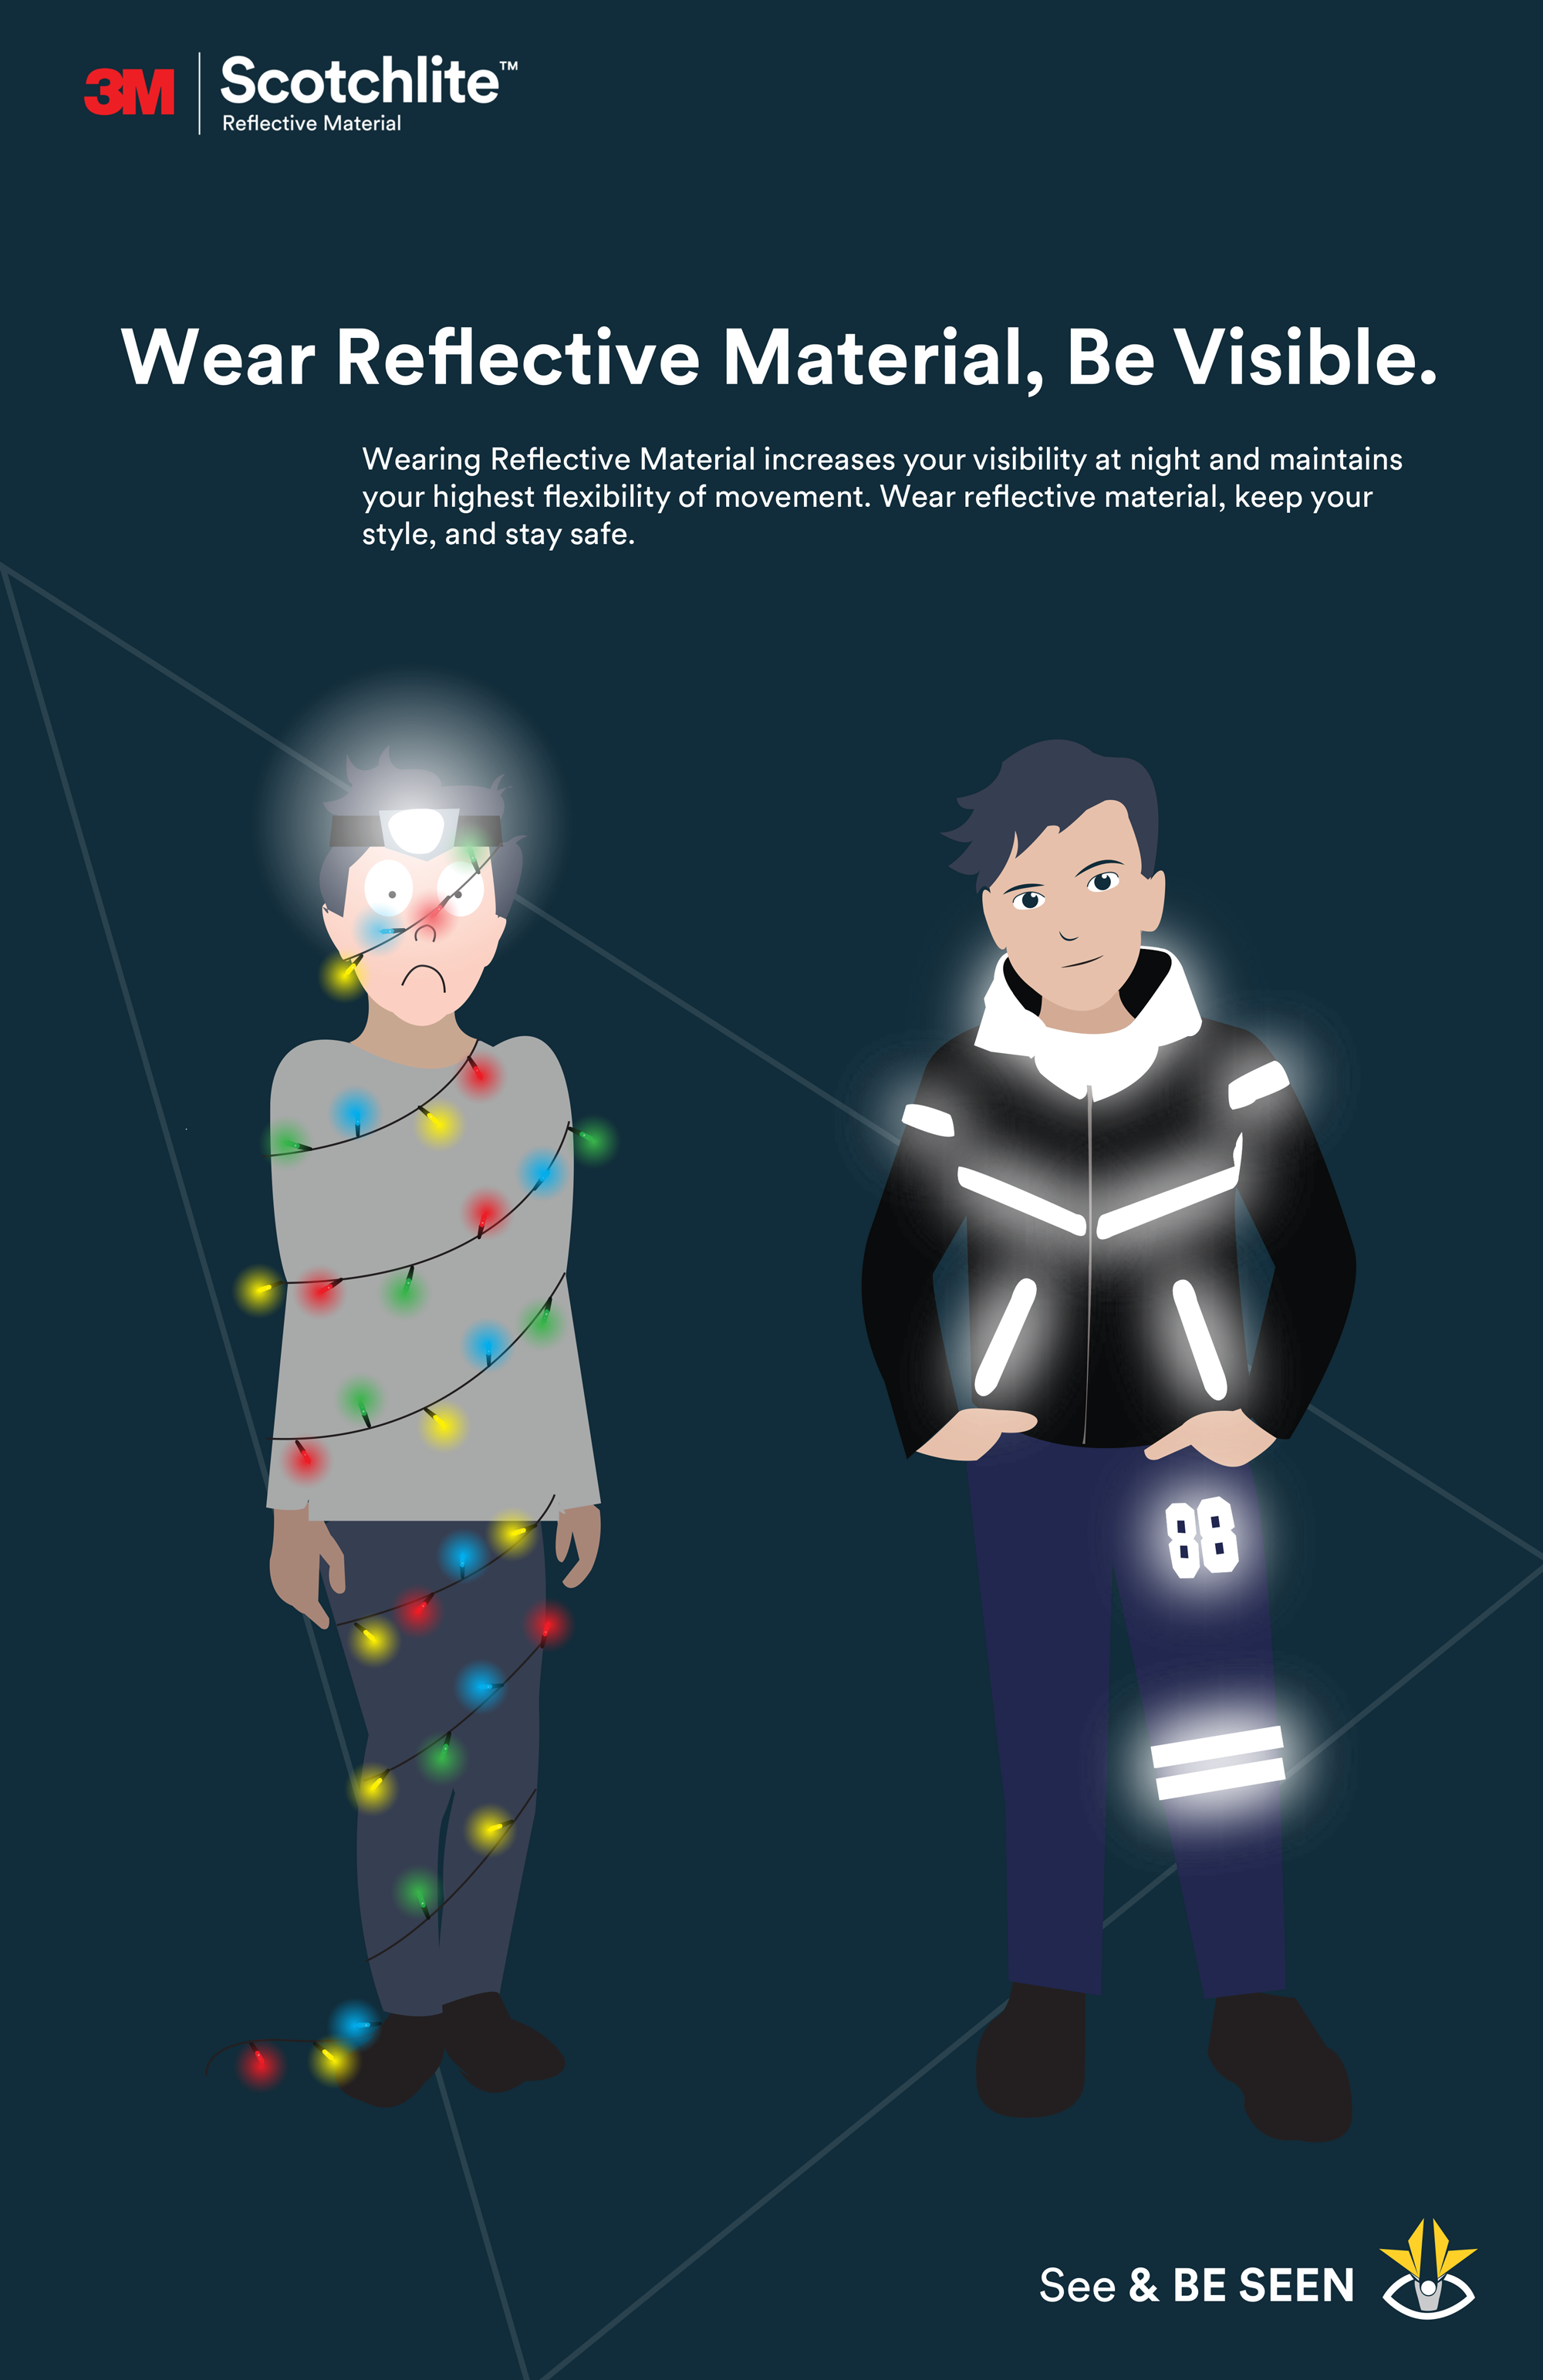 3M
Scotchlite™
Reflective Material
Wear Reflective Material, Be Visible.
Wearing Reflective Material increases your visibility at night and maintains
your highest flexibility of movement. Wear reflective material, keep your
style, and stay safe.
88
See & BE SEEN